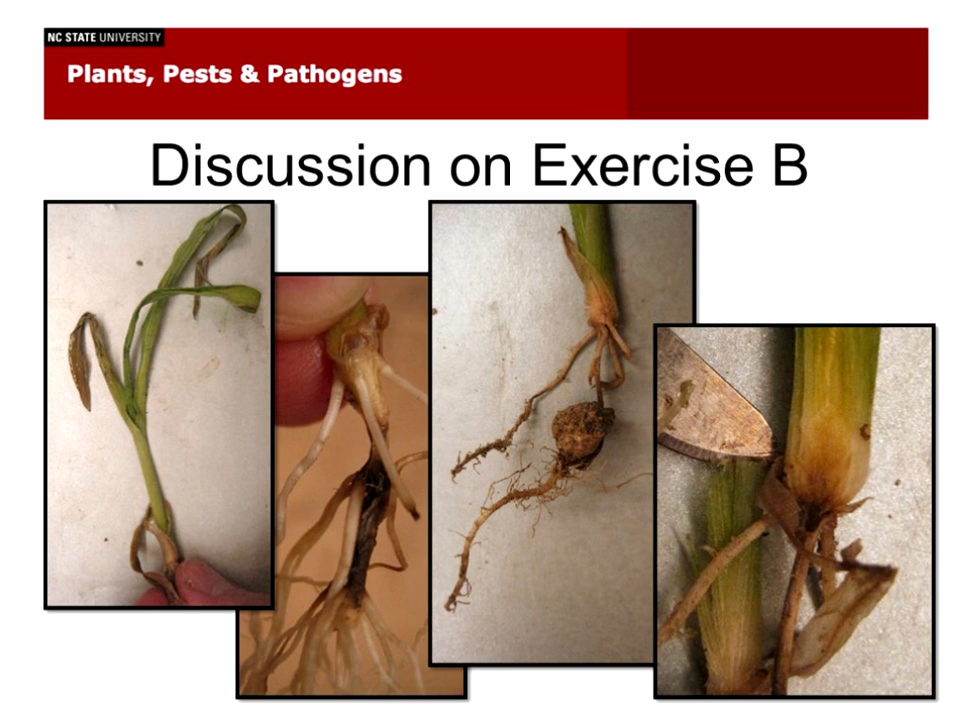 NC STATE UNIVERSITY
Plants, Pests & Pathogens
Discussion on Exercise B